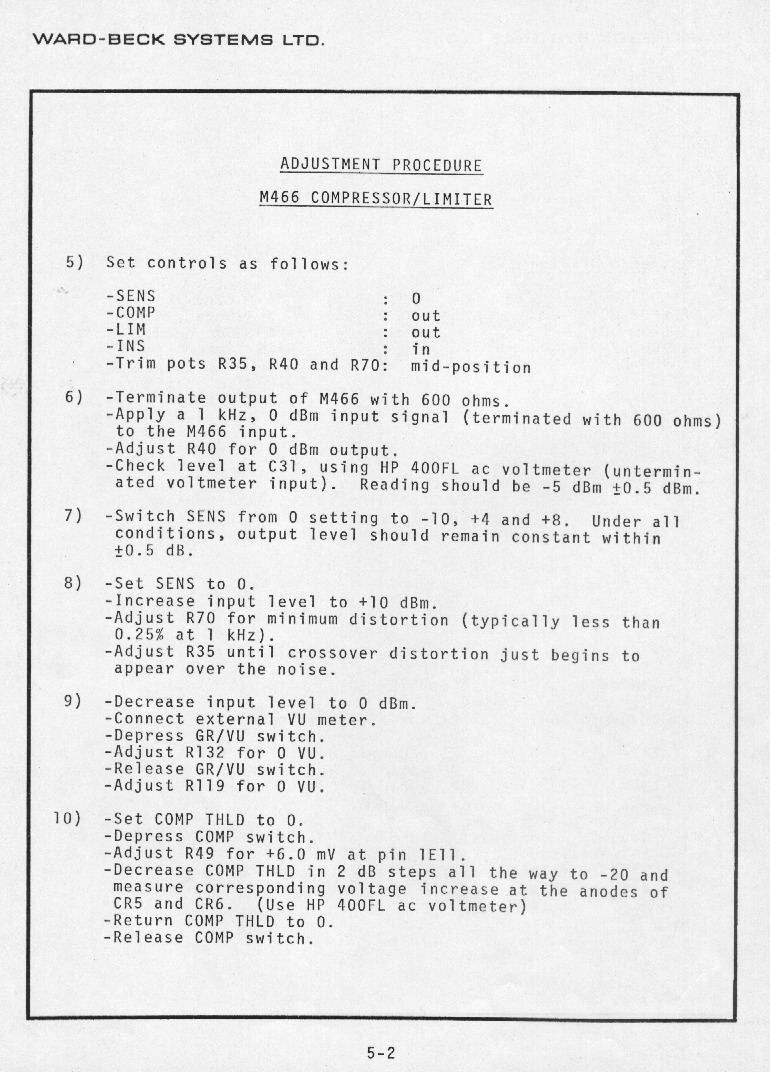 WARD-BECK SYSTEMS LTD.
ADJUSTMENT PROCEDURE
M466 COMPRESSOR/LIMITER
5) Set controls as follows:
-SENS : 0
-COMP : out
-LIM : out
-INS : in
-Trim pots R35, R40 and R70: mid-position
6) -Terminate output of M466 with 600 ohms.
-Apply a 1 kHz, 0 dBm input signal (terminated with 600 ohms)
to the M466 input.
-Adjust R40 for 0 dBm output.
-Check level at C31, using HP 400FL ac voltmeter (untermin-
ated voltmeter input). Reading should be -5 dBm ±0.5 dBm.
7) -Switch SENS from 0 setting to -10, +4 and +8. Under all
conditions, output level should remain constant within
±0.5 dB.
8) -Set SENS to 0.
-Increase input level to +10 dBm.
-Adjust R70 for minimum distortion (typically less than
0.25% at 1 kHz).
-Adjust R35 until crossover distortion just begins to
appear over the noise.
9) -Decrease input level to 0 dBm.
-Connect external VU meter.
-Depress GR/VU switch.
-Adjust R132 for 0 VU.
-Release GR/VU switch.
-Adjust R119 for 0 VU.
10) -Set COMP THLD to 0.
-Depress COMP switch.
-Adjust R49 for +6.0 mV at pin 1E11.
-Decrease COMP THLD in 2 dB steps all the way to -20 and
measure corresponding voltage increase at the anodes of
CR5 and CR6. (Use HP 400FL ac voltmeter)
-Return COMP THLD to 0.
-Release COMP switch.
5-2